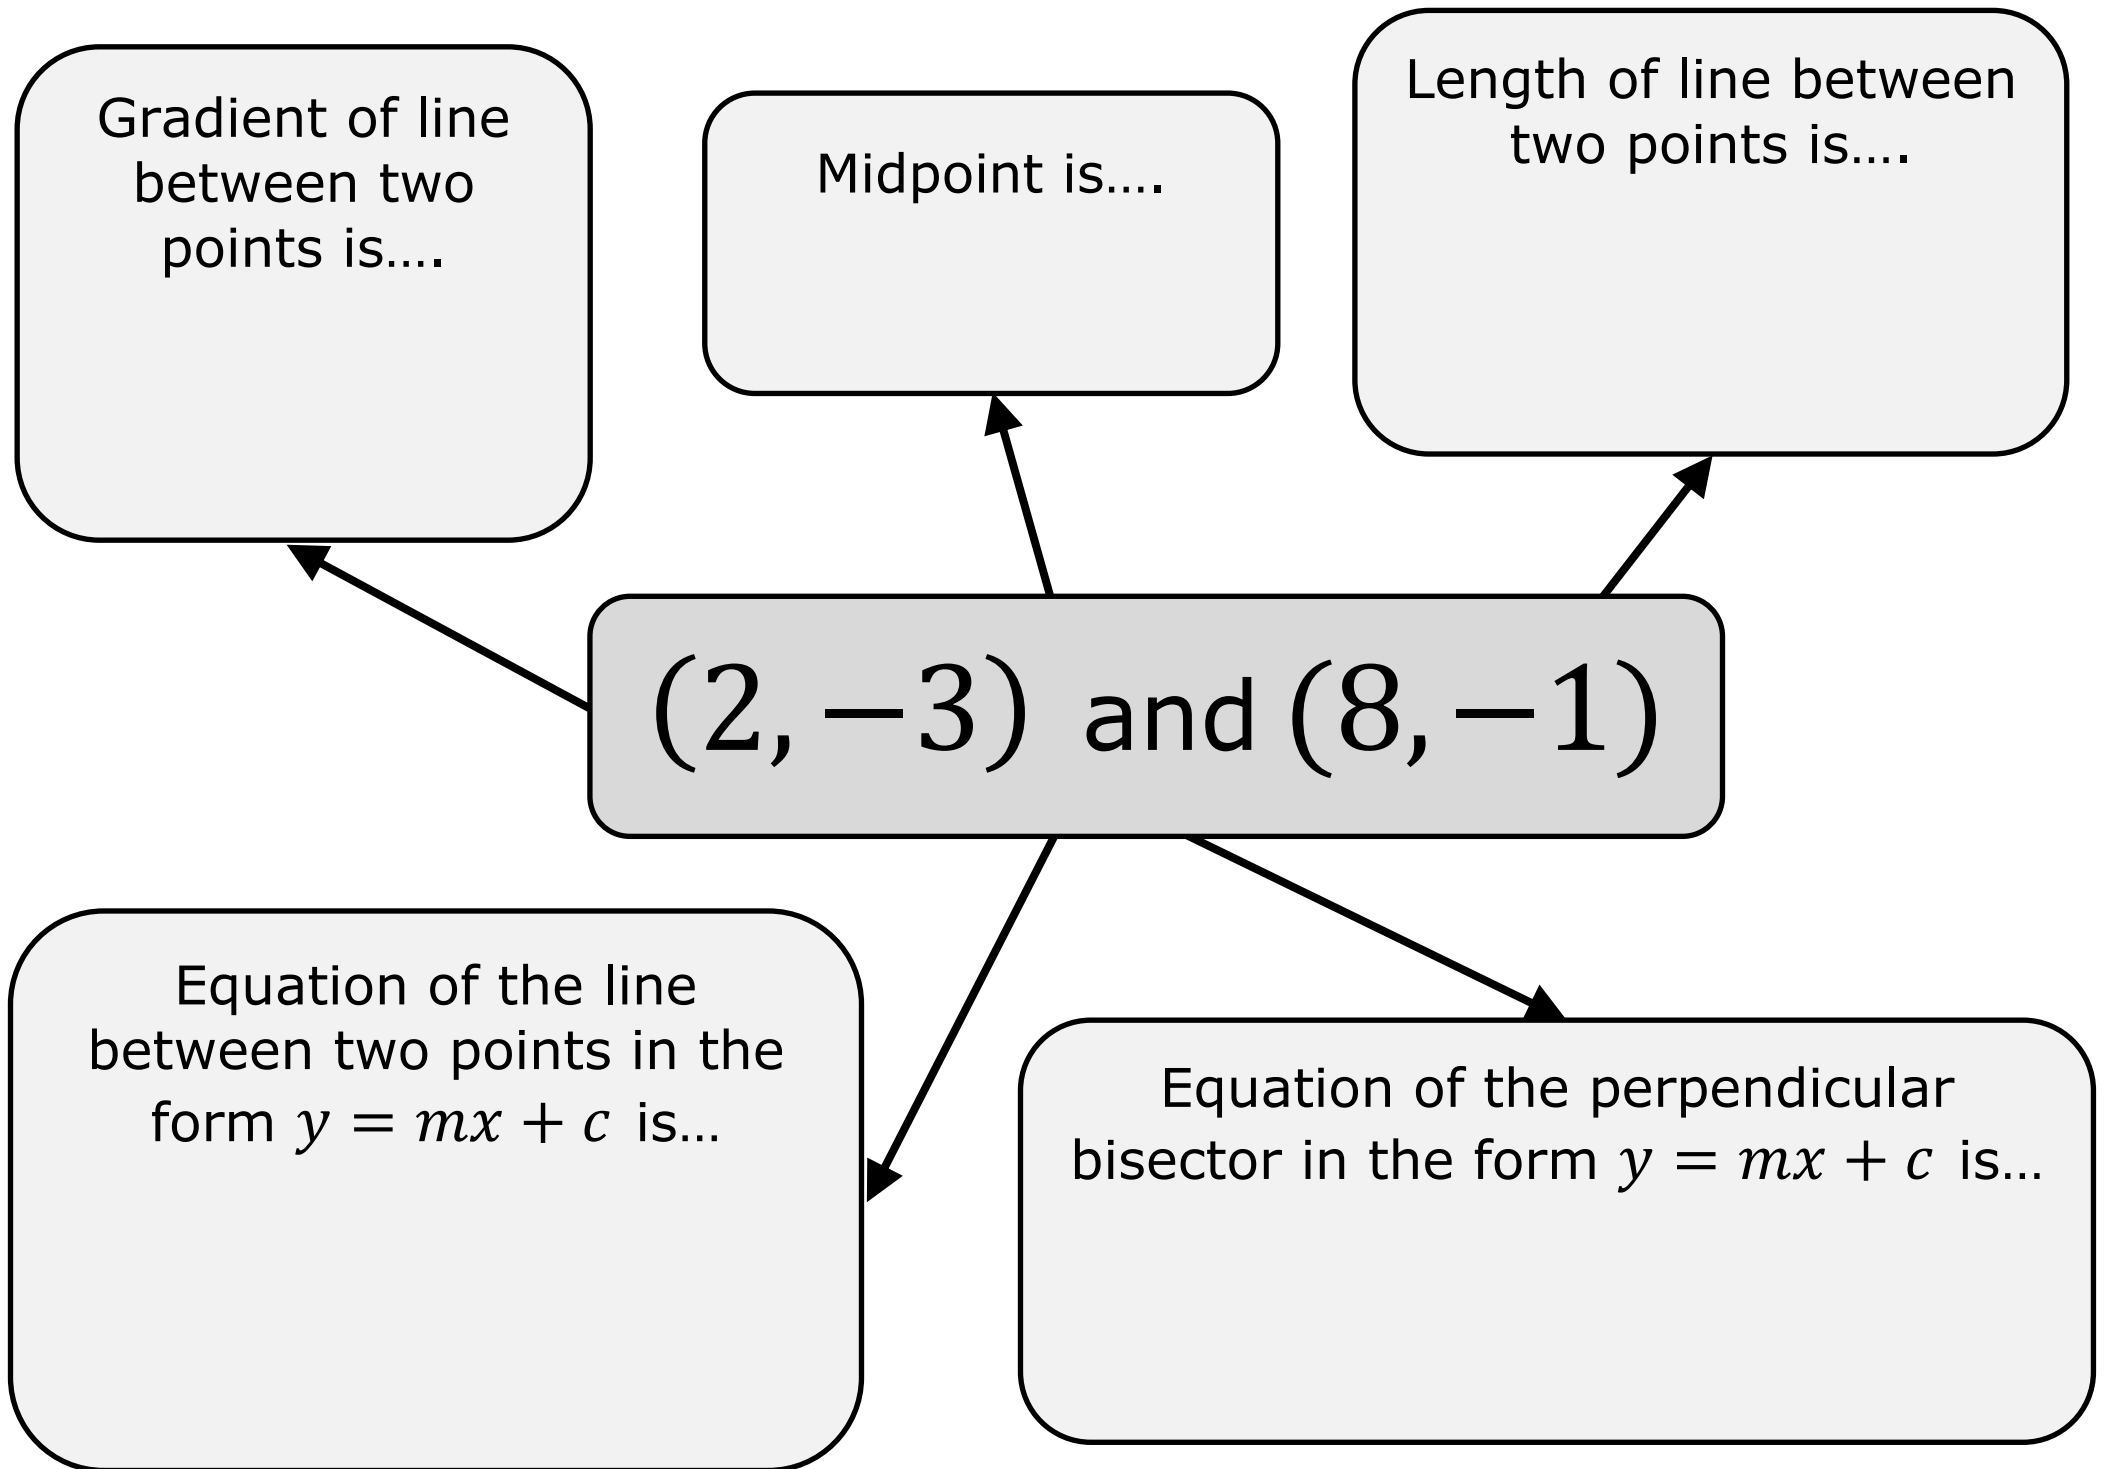 Gradient of line
between two
points is….
Midpoint is….
Length of line between
two points is….
(2, −3) and (8, −1)
Equation of the line
between two points in the
form y = mx + c is…
Equation of the perpendicular
bisector in the form y = mx + c is…